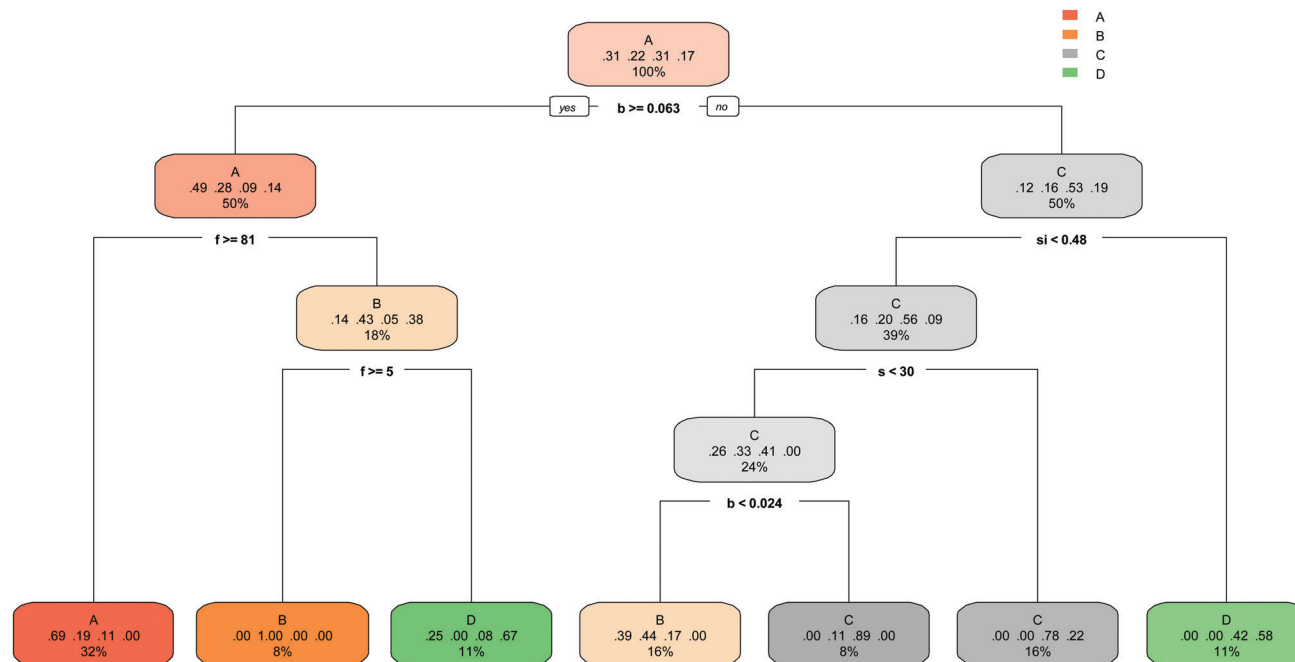 A
.31 .22 .31 .17
100%
A
B
C
D
yes b >= 0.063 no
A
.49 .28 .09 .14
50%
C
.12 .16 .53 .19
50%
f >= 81
si < 0.48
B
.14 .43 .05 .38
18%
C
.16 .20 .56 .09
39%
f >= 5
s < 30
C
.26 .33 .41 .00
24%
b < 0.024
A
.69 .19 .11 .00
32%
B
.00 1.00 .00 .00
8%
D
.25 .00 .08 .67
11%
B
.39 .44 .17 .00
16%
C
.00 .11 .89 .00
8%
C
.00 .00 .78 .22
16%
D
.00 .00 .42 .58
11%